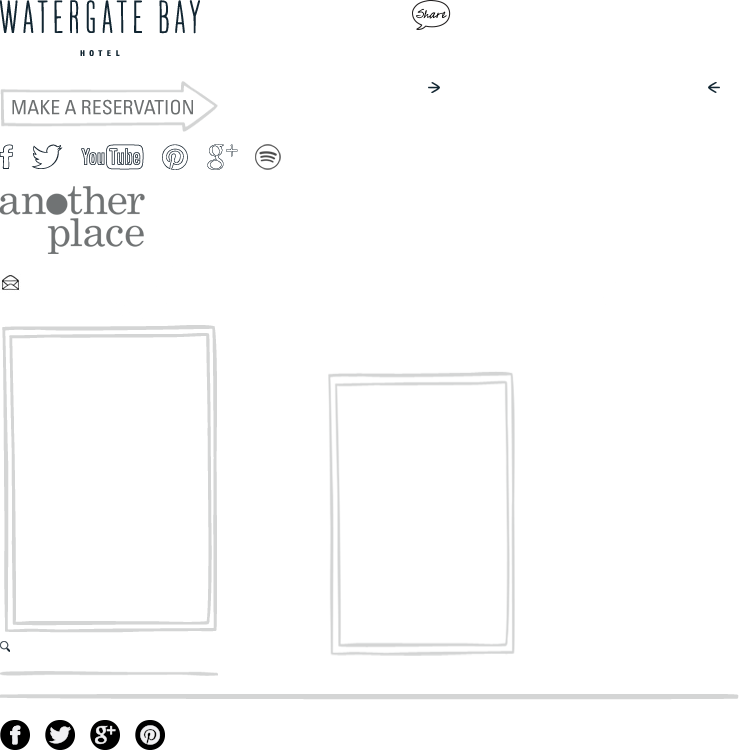 WATERGATE BAY
HOTEL
Share
MAKE A RESERVATION
f
YouTube
g+
another
place
f
g+